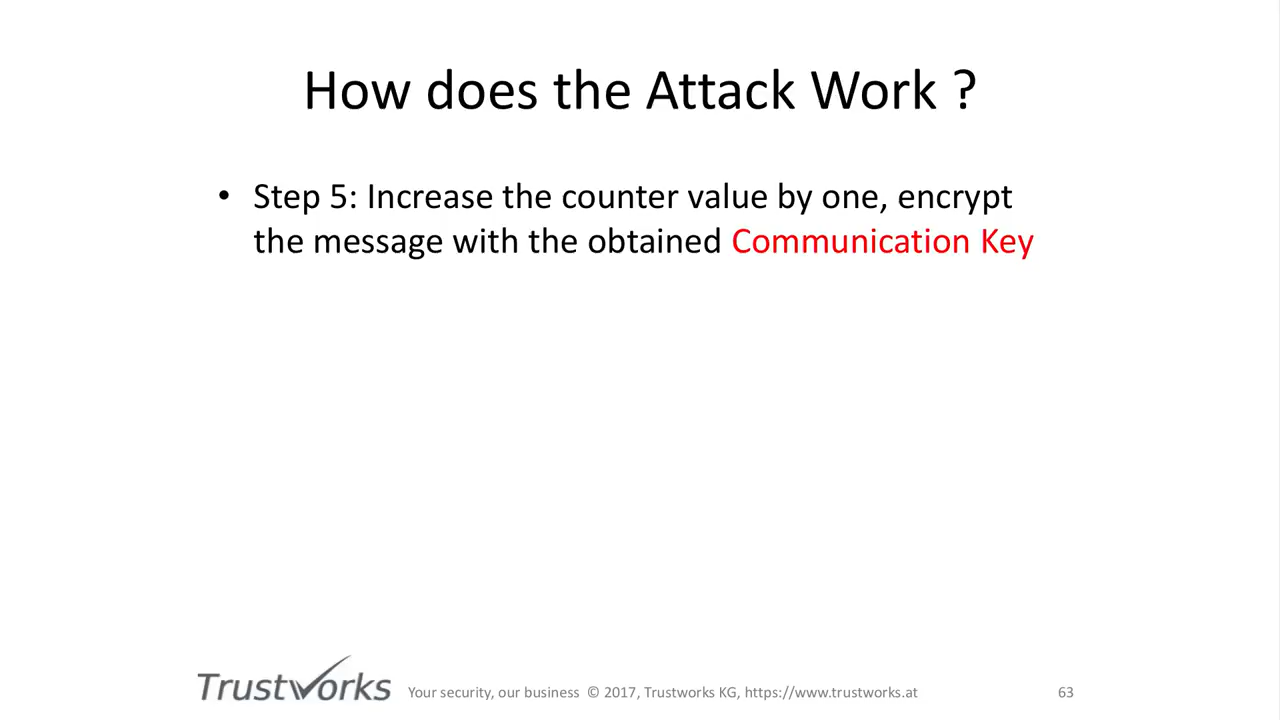 How does the Attack Work ?
• Step 5: Increase the counter value by one, encrypt
the message with the obtained Communication Key
Trustworks Your security, our business © 2017, Trustworks KG, https://www.trustworks.at 63